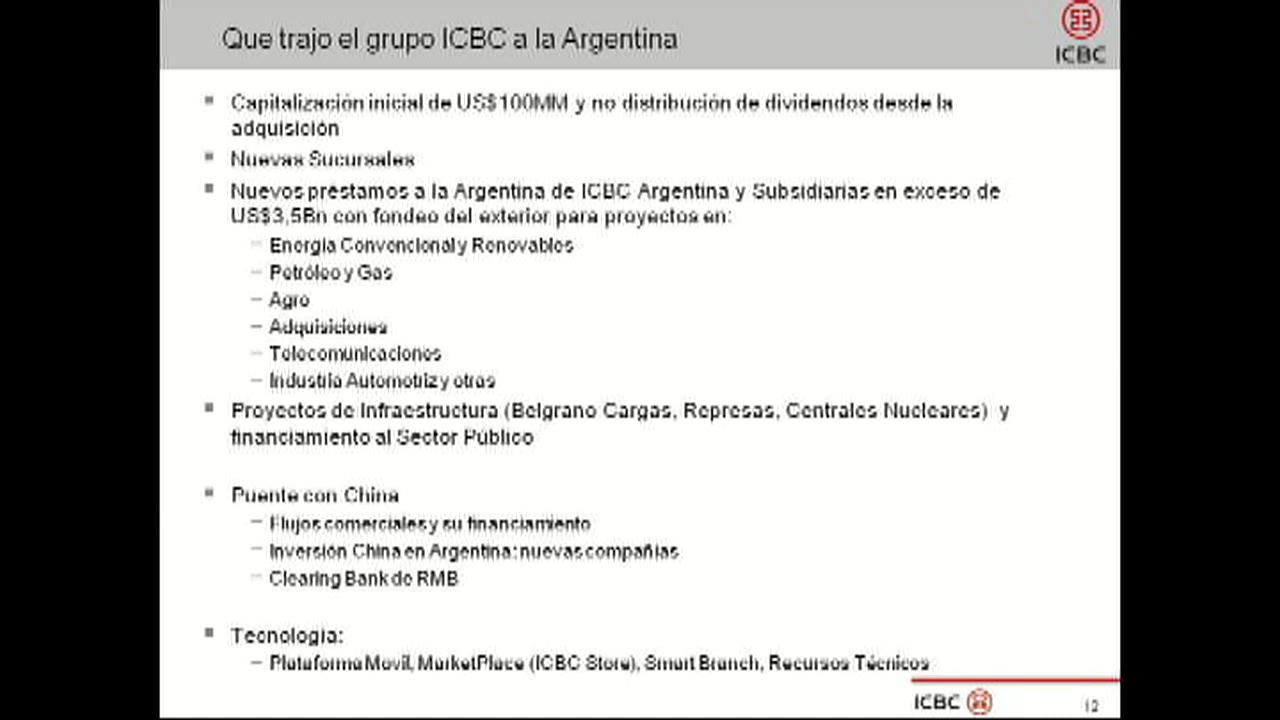 Que trajo el grupo ICBC a la Argentina
ICBC
Capitalización inicial de US$100MM y no distribución de dividendos desde la
adquisición
Nuevas Sucursales
Nuevos préstamos a la Argentina de ICBC Argentina y Subsidiarias en exceso de
US$3,5Bn con fondeo del exterior para proyectos en:
– Energía Convencional y Renovables
– Petróleo y Gas
– Agro
– Adquisiciones
– Telecomunicaciones
– Industria Automotriz y otras
Proyectos de Infraestructura (Belgrano Cargas, Represas, Centrales Nucleares) y
financiamiento al Sector Público
Puente con China
– Flujos comerciales y su financiamiento
– Inversión China en Argentina: nuevas compañías
– Clearing Bank de RMB
Tecnología:
– Plataforma Movil, MarketPlace (ICBC Store), Smart Branch, Recursos Técnicos
ICBC
12